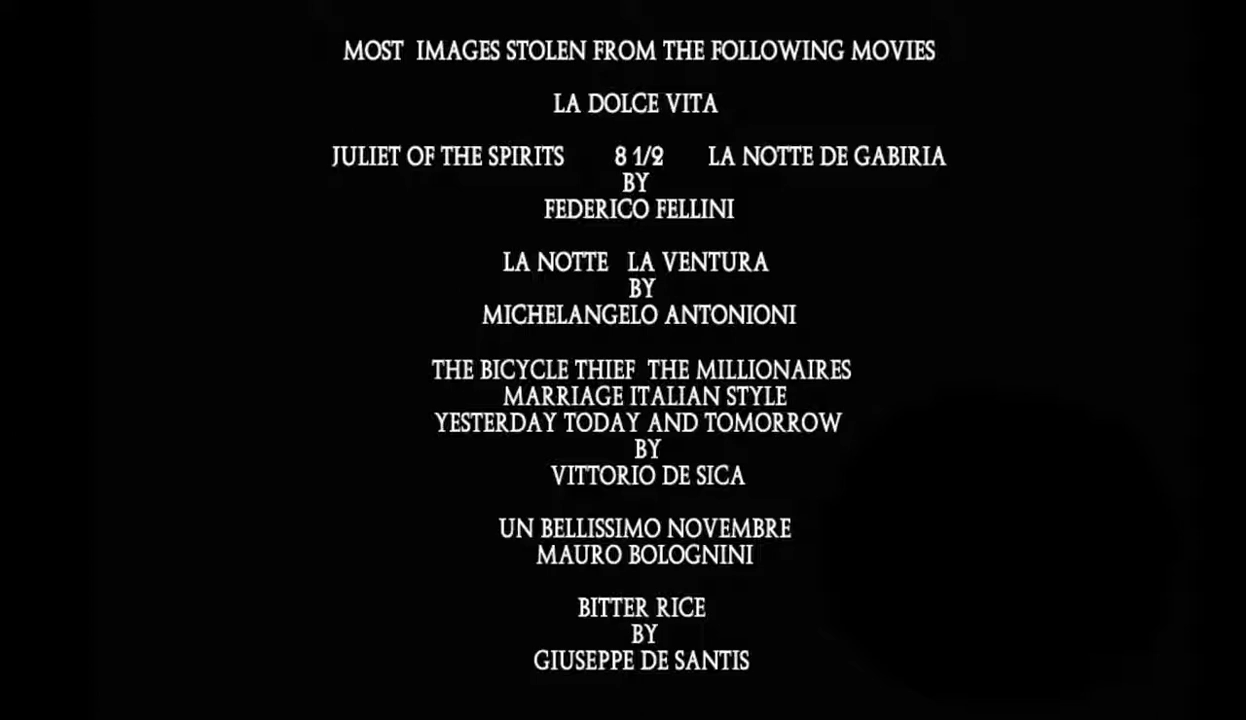 MOST IMAGES STOLEN FROM THE FOLLOWING MOVIES
LA DOLCE VITA
JULIET OF THE SPIRITS 8 1/2 LA NOTTE DE GABIRIA
BY
FEDERICO FELLINI
LA NOTTE LA VENTURA
BY
MICHELANGELO ANTONIONI
THE BICYCLE THIEF THE MILLIONAIRES
MARRIAGE ITALIAN STYLE
YESTERDAY TODAY AND TOMORROW
BY
VITTORIO DE SICA
UN BELLISSIMO NOVEMBRE
MAURO BOLOGNINI
BITTER RICE
BY
GIUSEPPE DE SANTIS